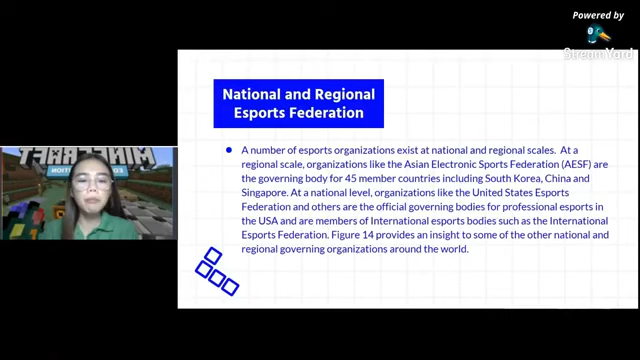 Powered by
StreamYard
National and Regional
Esports Federation
A number of esports organizations exist at national and regional scales. At a
regional scale, organizations like the Asian Electronic Sports Federation (AESF) are
the governing body for 45 member countries including South Korea, China and
Singapore. At a national level, organizations like the United States Esports
Federation and others are the official governing bodies for professional esports in
the USA and are members of International esports bodies such as the International
Esports Federation. Figure 14 provides an insight to some of the other national and
regional governing organizations around the world.